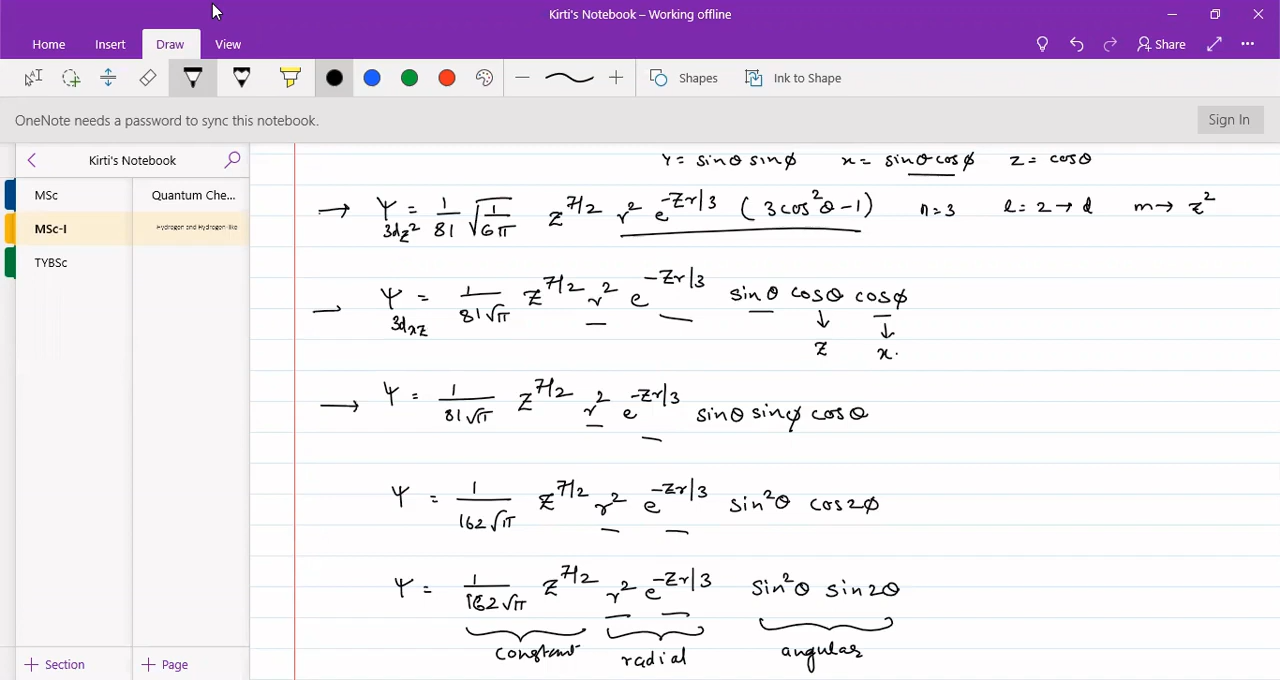 Kirti's Notebook – Working offline
Home Insert Draw View
Share
Shapes Ink to Shape
OneNote needs a password to sync this notebook.
Sign In
Kirti's Notebook
MSc
Quantum Che...
MSc-I
Hydrogen and Hydrogen-like
TYBSc
+ Section
+ Page
Y = sinθ sinϕ x = sinθ cosϕ z = cosθ
→ Ψ3dz² = 1/81 √1/6π Z^7/2 r² e^-Zr/3 (3cos²θ-1) n=3 l=2→d m→ z²
→ Ψ3dxz = 1/81√π Z^7/2 r² e^-Zr/3 sinθ cosθ cosϕ
↓ ↓
z x.
→ Ψ = 1/81√π Z^7/2 r² e^-Zr/3 sinθ sinϕ cosθ
Ψ = 1/162√π Z^7/2 r² e^-Zr/3 sin²θ cos2ϕ
Ψ = 1/162√π Z^7/2 r² e^-Zr/3 sin²θ sin2θ
constant radial angular